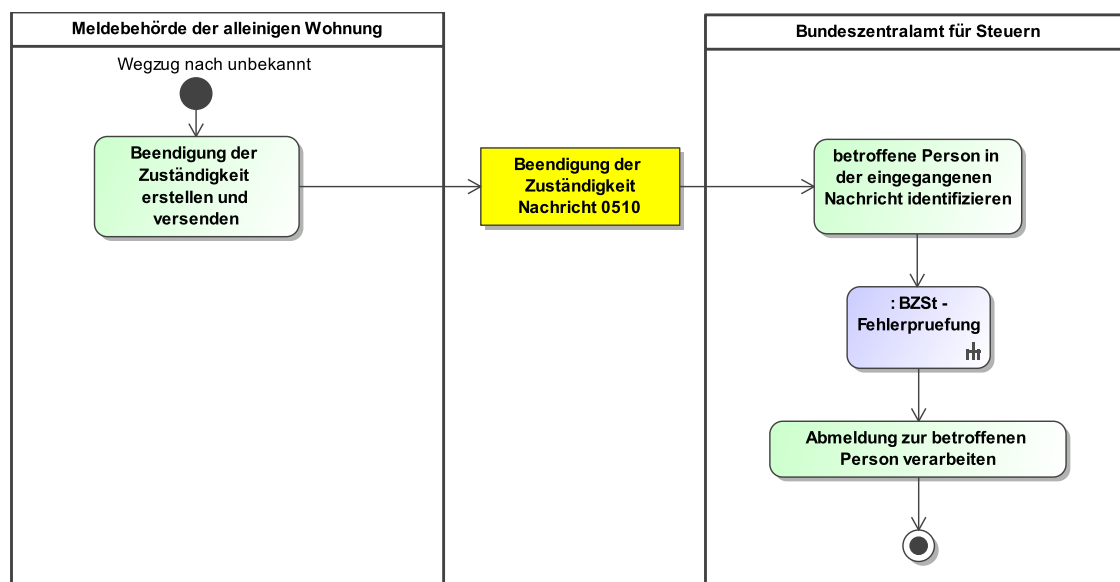 Meldebehörde der alleinigen Wohnung
Wegzug nach unbekannt
Beendigung der
Zuständigkeit
erstellen und
versenden
Beendigung der
Zuständigkeit
Nachricht 0510
Bundeszentralamt für Steuern
betroffene Person in
der eingegangenen
Nachricht identifizieren
: BZSt -
Fehlerpruefung
Abmeldung zur betroffenen
Person verarbeiten